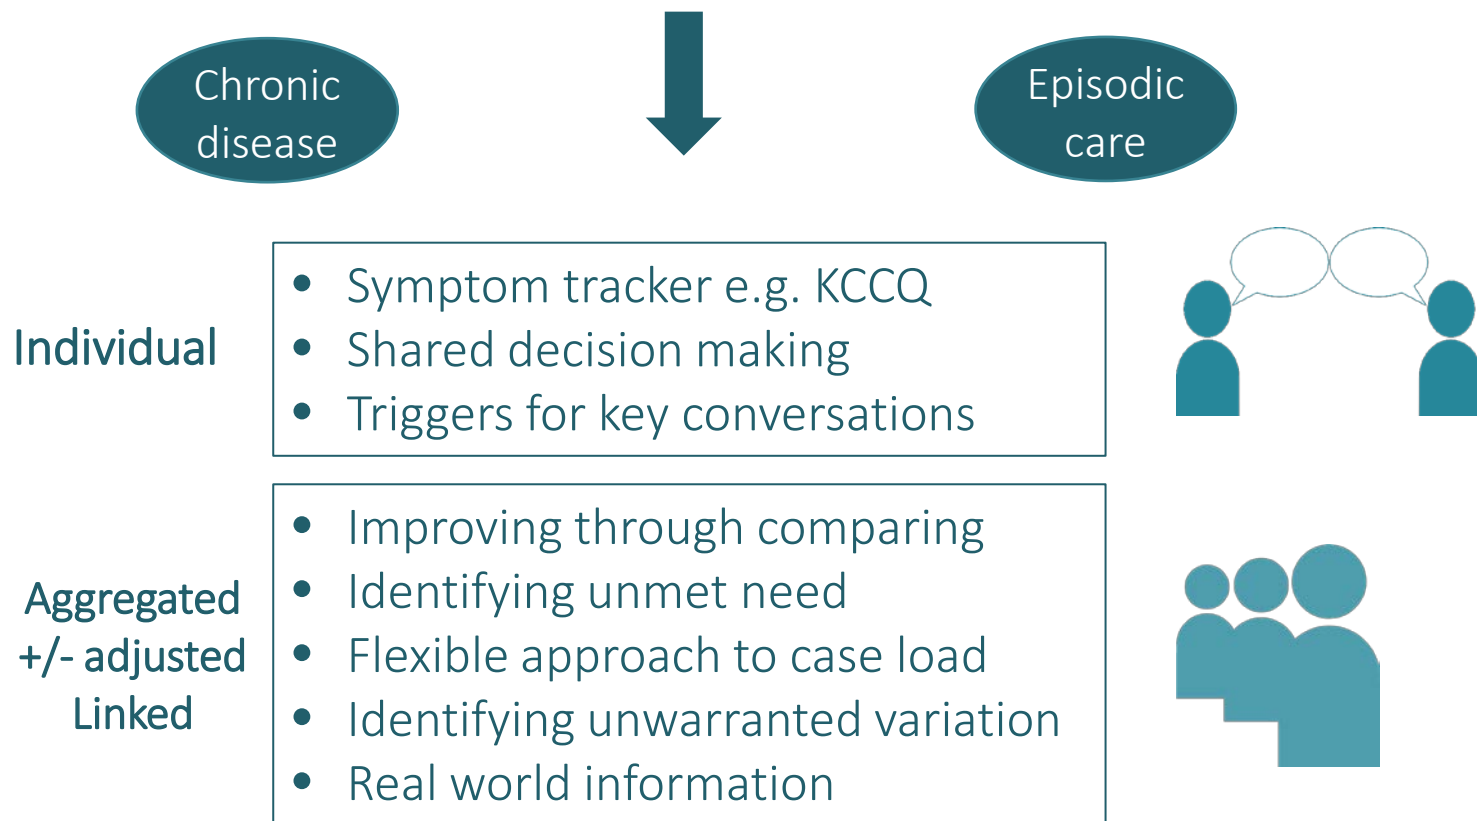 Chronic
disease
Episodic
care
Individual
• Symptom tracker e.g. KCCQ
• Shared decision making
• Triggers for key conversations
Aggregated
+/- adjusted
Linked
• Improving through comparing
• Identifying unmet need
• Flexible approach to case load
• Identifying unwarranted variation
• Real world information